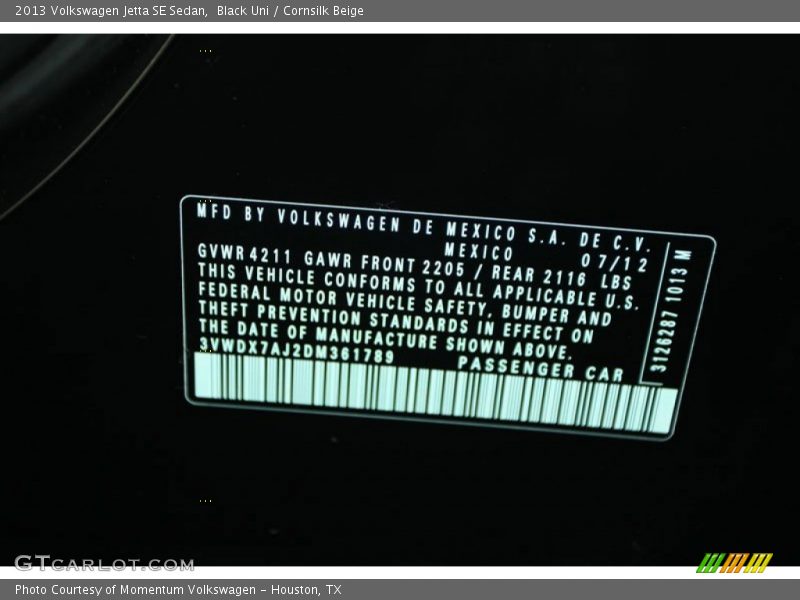 2013 Volkswagen Jetta SE Sedan, Black Uni / Cornsilk Beige
MFD BY VOLKSWAGEN DE MEXICO S.A. DE C.V.
MEXICO 07/12
GVWR 4211 GAWR FRONT 2205 / REAR 2116 LBS
THIS VEHICLE CONFORMS TO ALL APPLICABLE U.S.
FEDERAL MOTOR VEHICLE SAFETY, BUMPER AND
THEFT PREVENTION STANDARDS IN EFFECT ON
THE DATE OF MANUFACTURE SHOWN ABOVE.
3VWDX7AJ2DM361789 PASSENGER CAR
3126287 1013 M
GTCARLOT.COM
Photo Courtesy of Momentum Volkswagen - Houston, TX